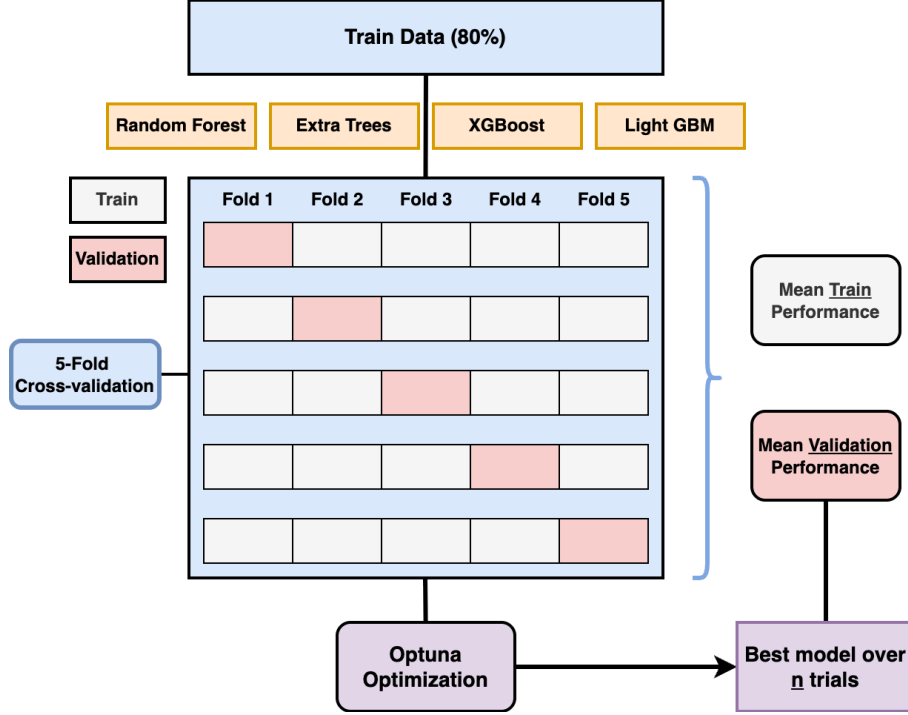 Train Data (80%)
Random Forest
Extra Trees
XGBoost
Light GBM
Train
Validation
Fold 1
Fold 2
Fold 3
Fold 4
Fold 5
5-Fold
Cross-validation
Mean Train
Performance
Mean Validation
Performance
Optuna
Optimization
Best model over
n trials